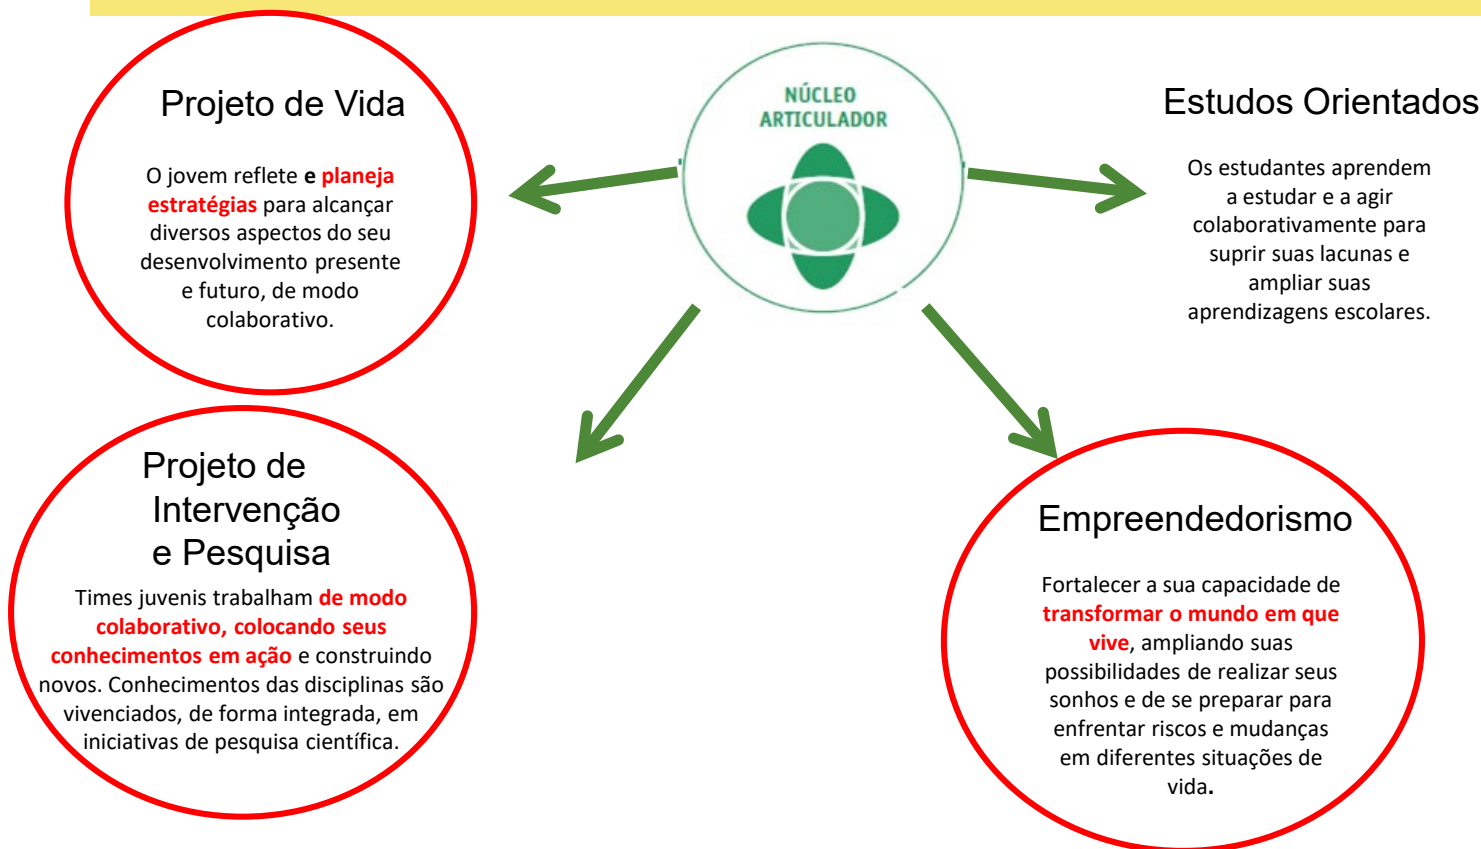 Projeto de Vida
O jovem reflete e planeja
estratégias para alcançar
diversos aspectos do seu
desenvolvimento presente
e futuro, de modo
colaborativo.
NÚCLEO
ARTICULADOR
Estudos Orientados
Os estudantes aprendem
a estudar e a agir
colaborativamente para
suprir suas lacunas e
ampliar suas
aprendizagens escolares.
Projeto de
Intervenção
e Pesquisa
Times juvenis trabalham de modo
colaborativo, colocando seus
conhecimentos em ação e construindo
novos. Conhecimentos das disciplinas são
vivenciados, de forma integrada, em
iniciativas de pesquisa científica.
Empreendedorismo
Fortalecer a sua capacidade de
transformar o mundo em que
vive, ampliando suas
possibilidades de realizar seus
sonhos e de se preparar para
enfrentar riscos e mudanças
em diferentes situações de
vida.